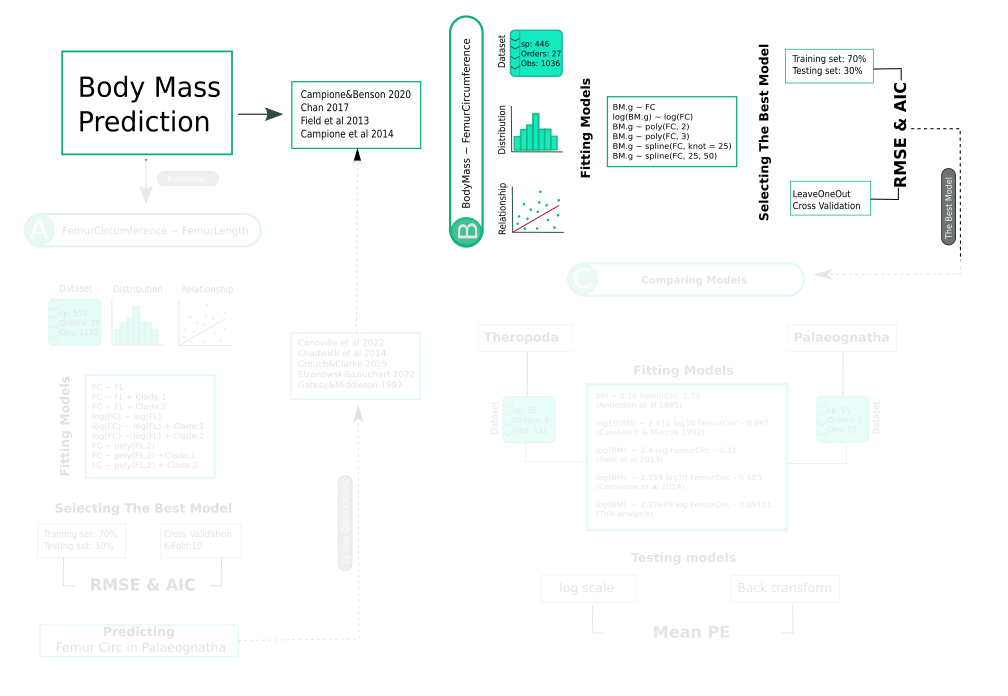 Body Mass
Prediction
Campione&Benson 2020
Chan 2017
Field et al 2013
Campione et al 2014
Preliminar
A
FemurCircumference ~ FemurLength
Dataset
Distribution
Relationship
sp: 552
Orders: 32
Obs: 1173
Fitting Models
FC ~ FL
FC ~ FL + Clade.1
FC ~ FL + Clade.2
log(FC) ~ log(FL)
log(FC) ~ log(FL) + Clade.1
log(FC) ~ log(FL) + Clade.2
FC ~ poly(FL,2)
FC ~ poly(FL,2) +Clade.1
FC ~ poly(FL,2) + Clade.2
Selecting The Best Model
Training set: 70%
Testing set: 30%
Cross Validation
K-Fold:10
RMSE & AIC
Predicting
Femur Circ in Palaeognatha
Canoville et al 2022
Chadwick et al 2014
Crouch&Clarke 2019
Elzanowski&Louchart 2022
Gatesy&Middleton 1997
B
BodyMass ~ FemurCircumference
Dataset
sp: 446
Orders: 27
Obs: 1036
Distribution
Relationship
Fitting Models
BM.g ~ FC
log(BM.g) ~ log(FC)
BM.g ~ poly(FC, 2)
BM.g ~ poly(FC, 3)
BM.g ~ spline(FC, knot = 25)
BM.g ~ spline(FC, 25, 50)
Selecting The Best Model
Training set: 70%
Testing set: 30%
LeaveOneOut
Cross Validation
RMSE & AIC
The Best Model
C
Comparing Models
Theropoda
Palaeognatha
Fitting Models
Dataset
sp: 35
Orders: 6
Obs: 111
BM ~ 0.16 FemurCirc 2.73
(Anderson et al 1985)
log10(BM) ~ 2.411 log10 FemurCirc - 0.065
(Cambell Jr & Marcus 1992)
log(BM) ~ 2.4 log FemurCirc - 0.11
(Field et al 2013)
log(BM) ~ 2.754 log10 FemurCirc - 0.683
(Campione et al 2014)
log(BM) ~ 2.37699 log FemurCirc - 0.09121
(This analysis)
sp: 15
Dataset
Testing models
log scale
Back transform
Mean PE